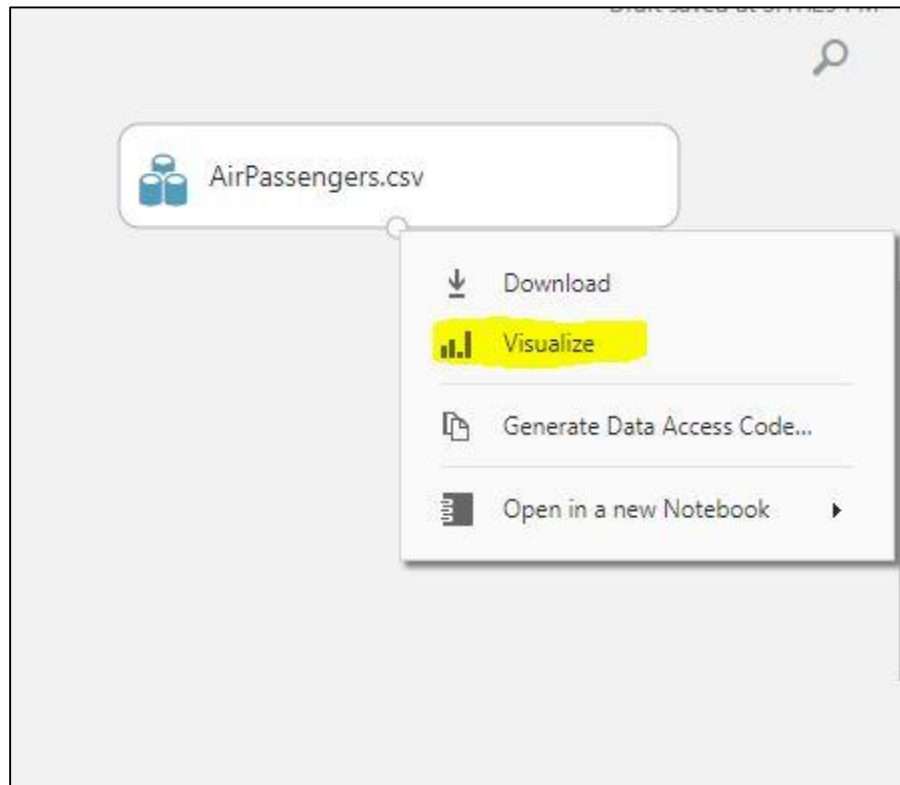 AirPassengers.csv
Download
Visualize
Generate Data Access Code...
Open in a new Notebook